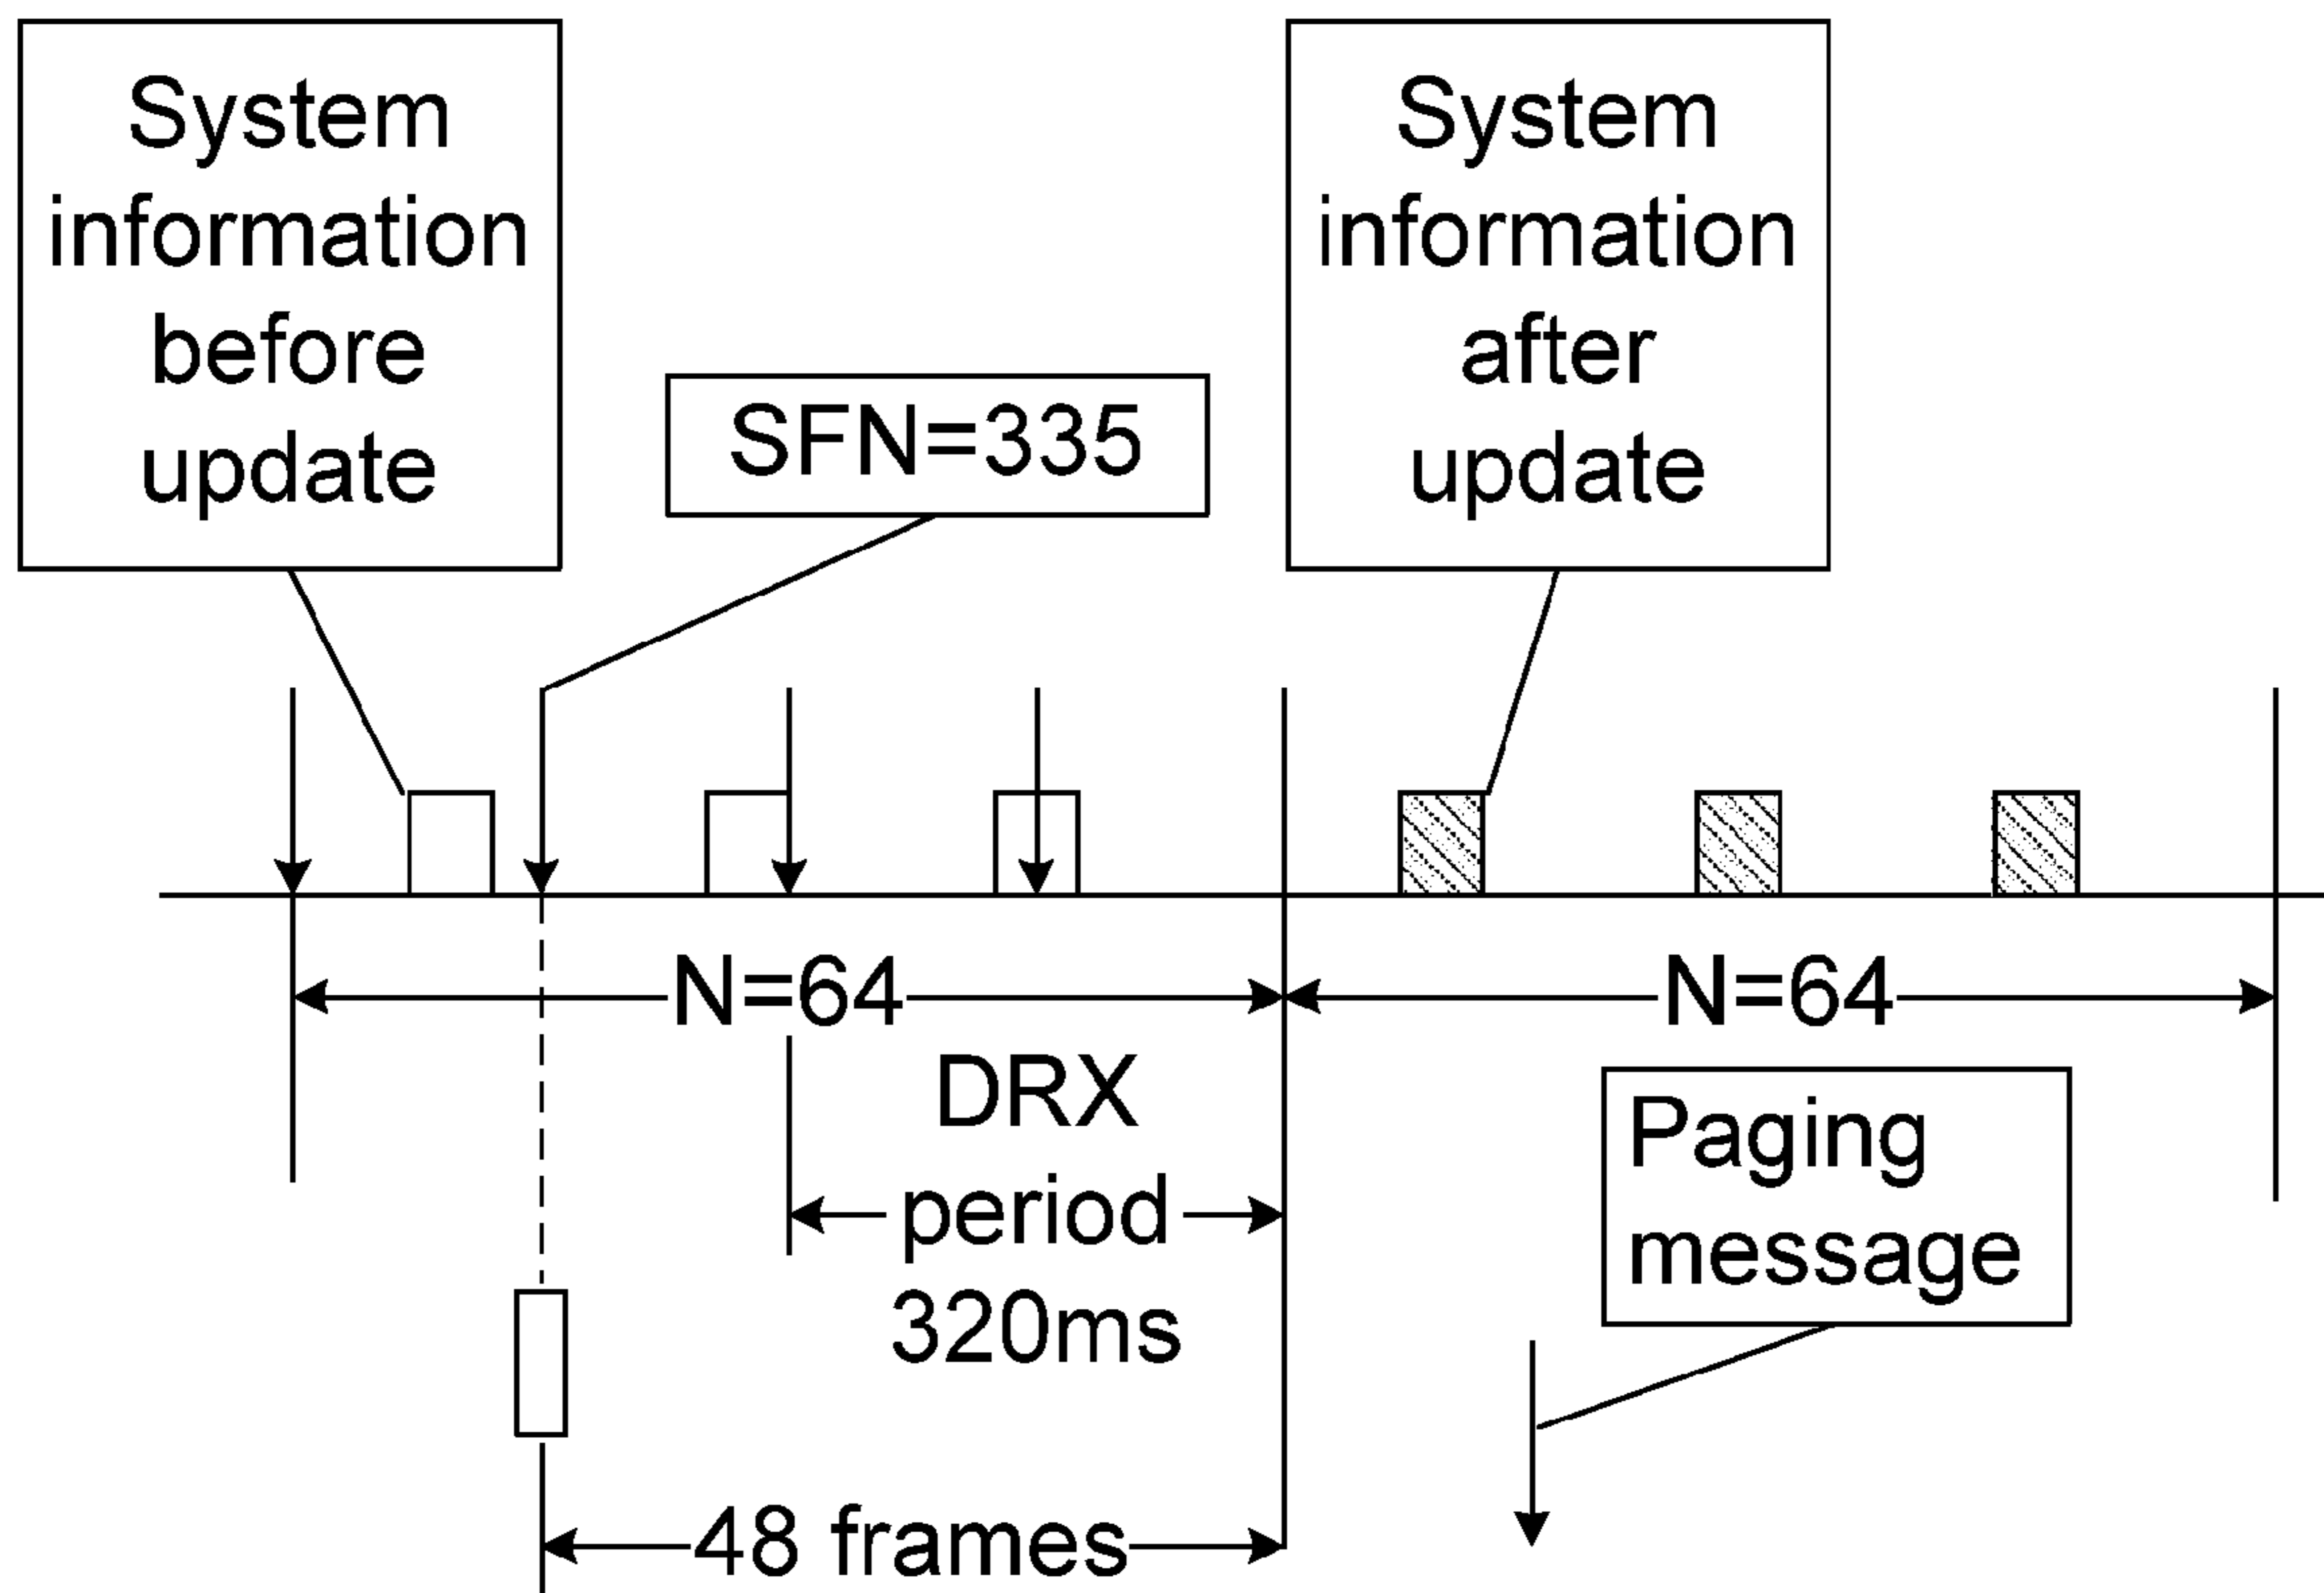 System
information
before
update
SFN=335
System
information
after
update
N=64
N=64
DRX
period
320ms
Paging
message
48 frames